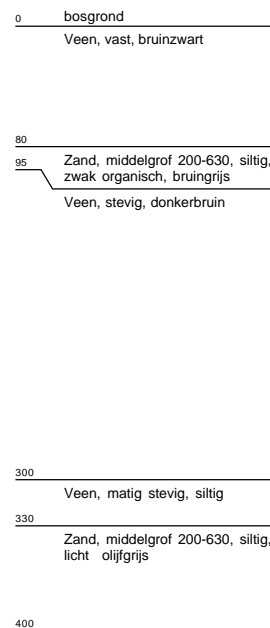 0 bosgrond
Veen, vast, bruinzwart
80
95 Zand, middelgrof 200-630, siltig,
zwak organisch, bruingrijs
Veen, stevig, donkerbruin
300
Veen, matig stevig, siltig
330
Zand, middelgrof 200-630, siltig,
licht olijfgrijs
400